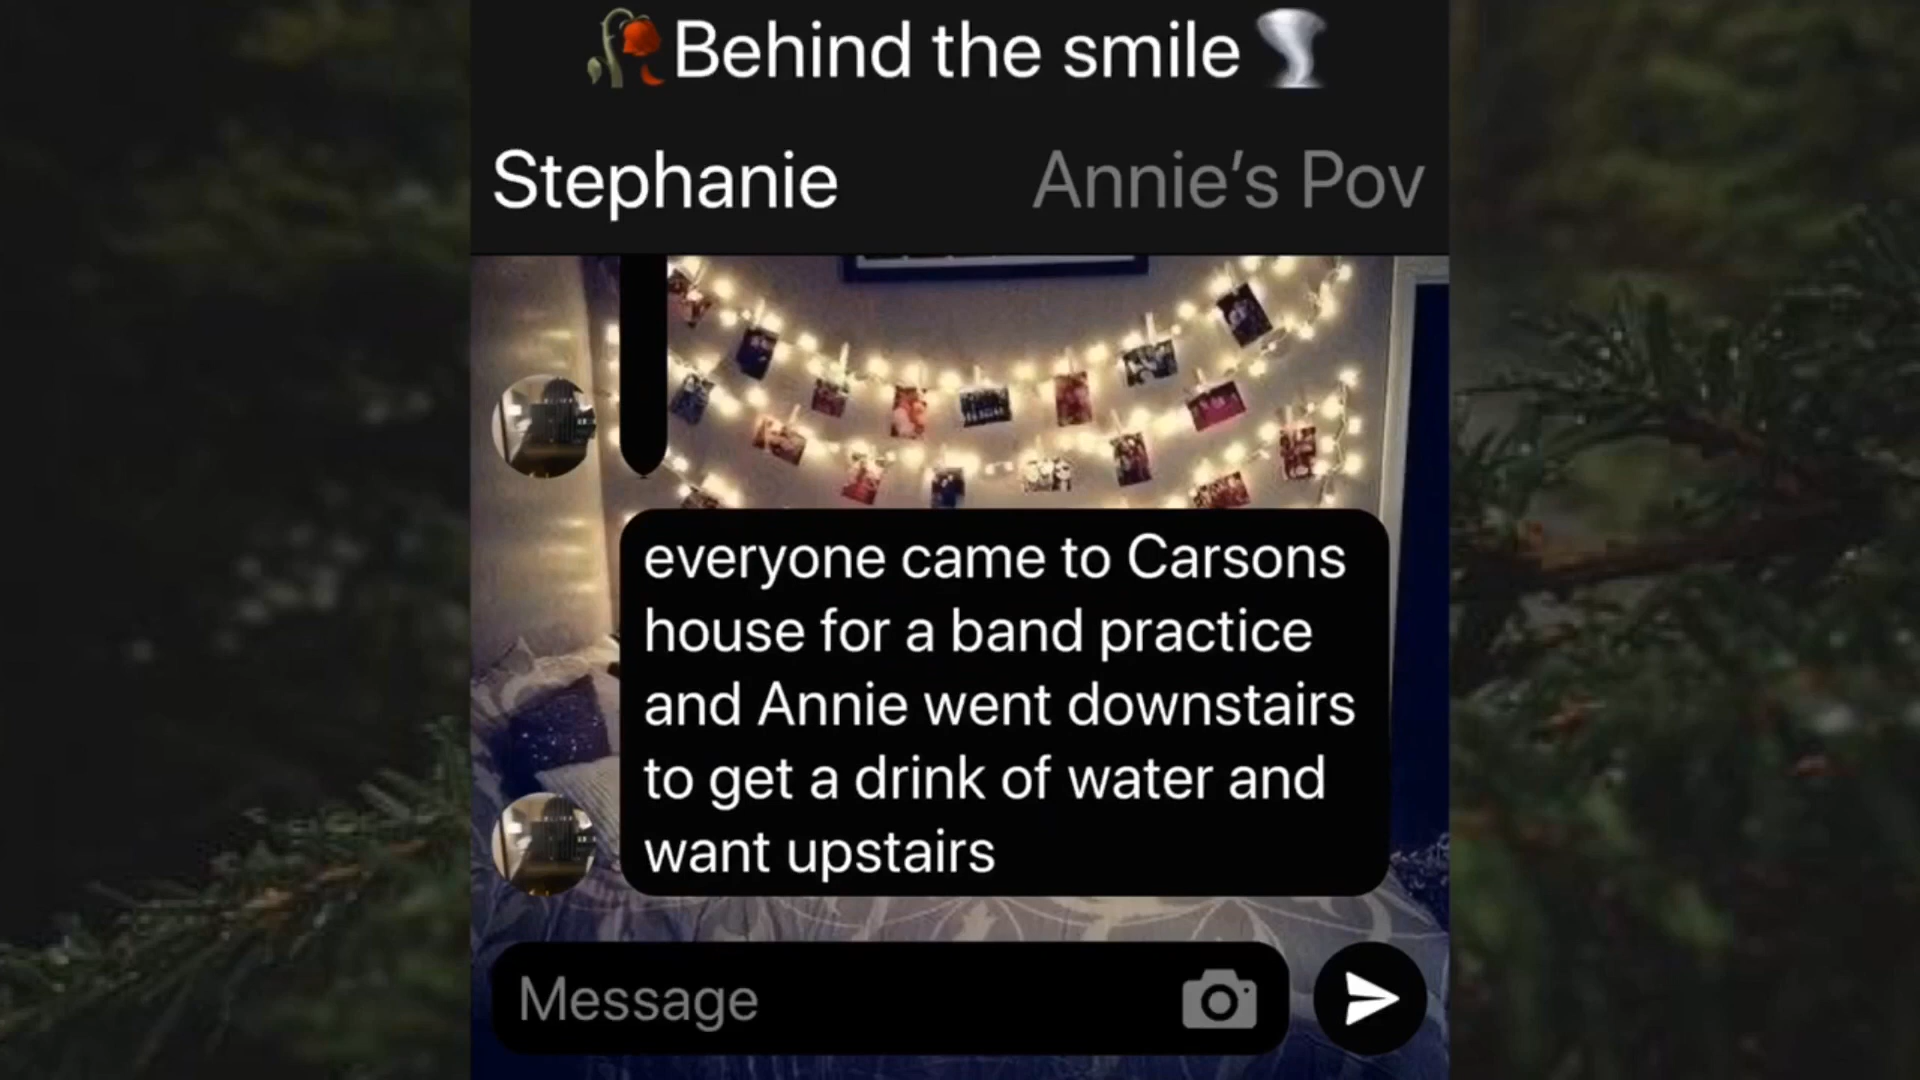 🥀Behind the smile🌪
Stephanie
Annie's Pov
everyone came to Carsons
house for a band practice
and Annie went downstairs
to get a drink of water and
want upstairs
Message